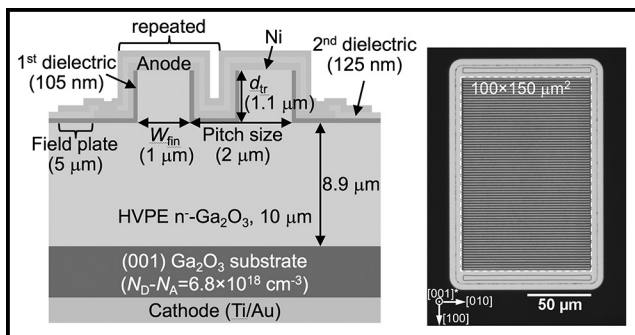 repeated
1st dielectric
(105 nm)
Anode
Ni
2nd dielectric
(125 nm)
dtr
(1.1 μm)
Field plate
(5 μm)
Wfin
(1 μm)
Pitch size
(2 μm)
8.9 μm
HVPE n⁻-Ga₂O₃, 10 μm
(001) Ga₂O₃ substrate
(ND-NA=6.8×10¹⁸ cm⁻³)
Cathode (Ti/Au)
100×150 μm²
[001]*
[010]
[100]
50 μm